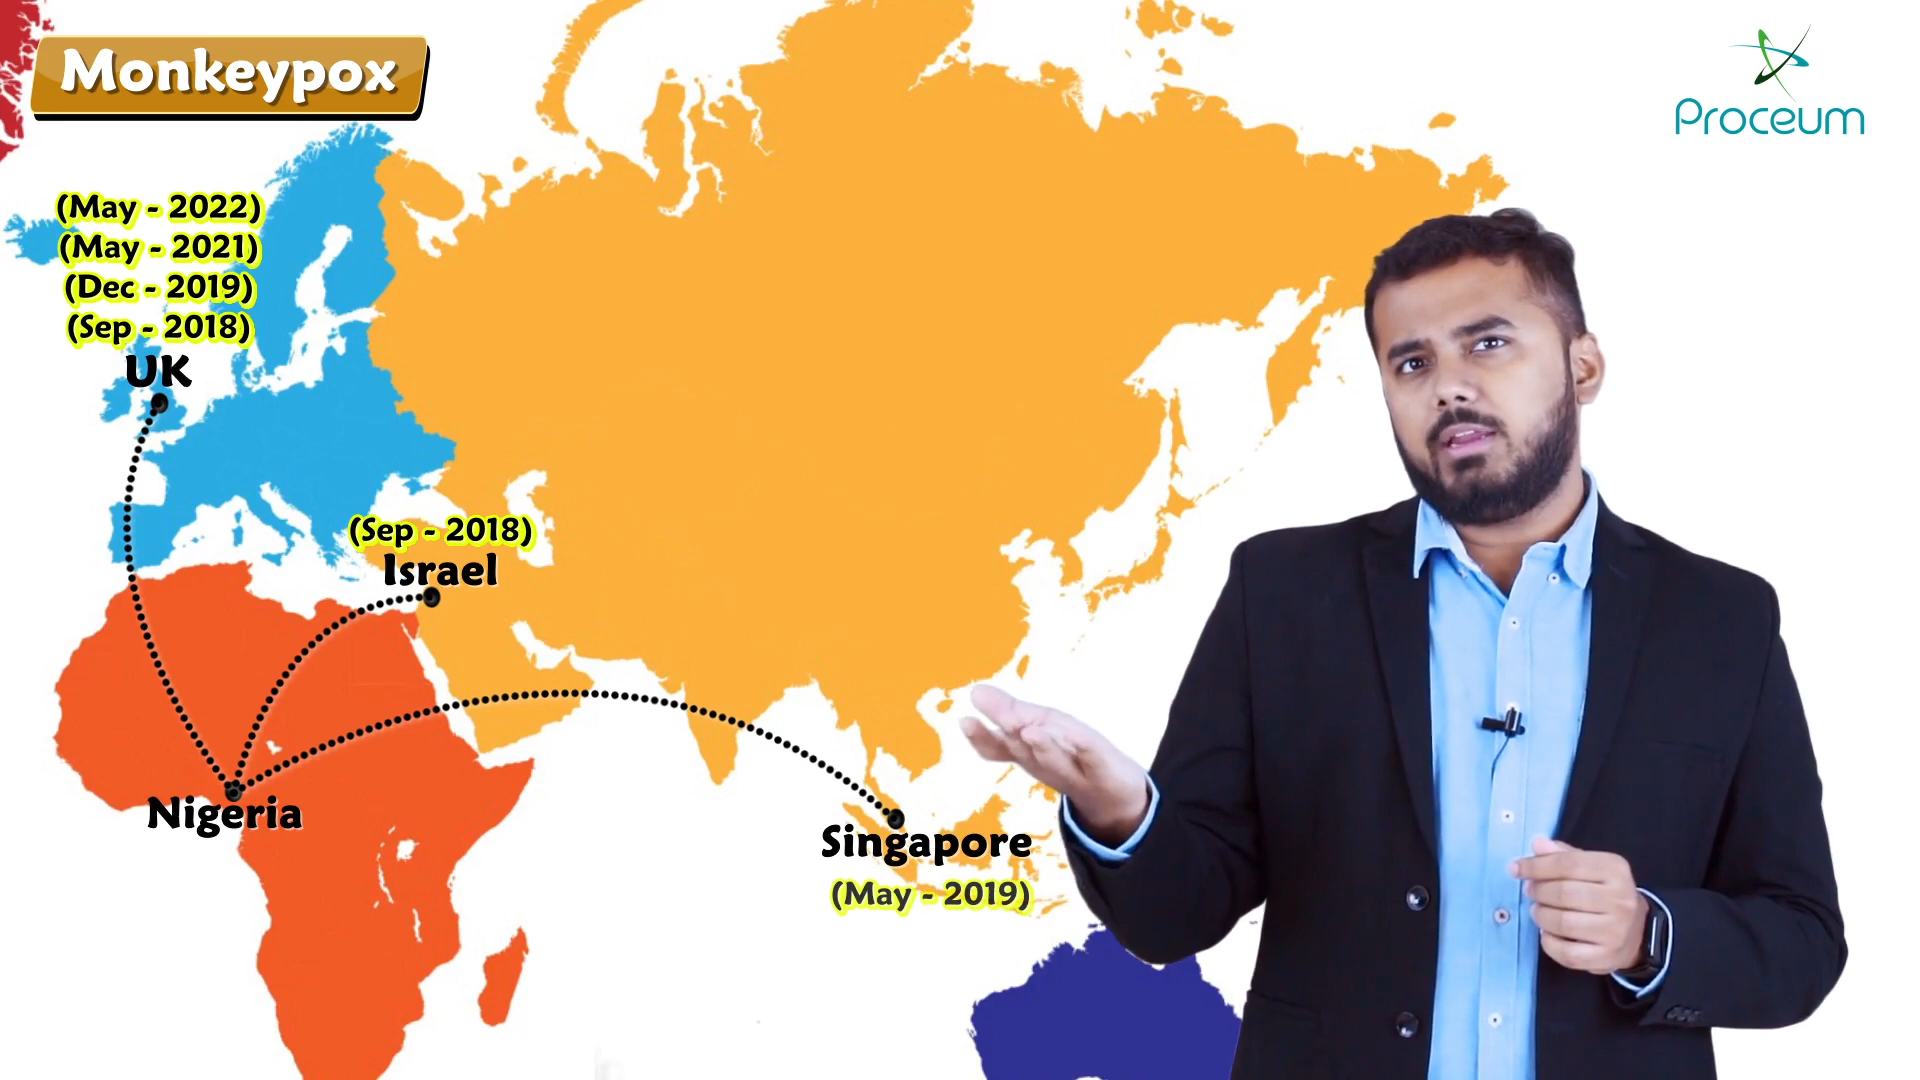 Monkeypox
Proceum
(May - 2022)
(May - 2021)
(Dec - 2019)
(Sep - 2018)
UK
(Sep - 2018)
Israel
Nigeria
Singapore
(May - 2019)